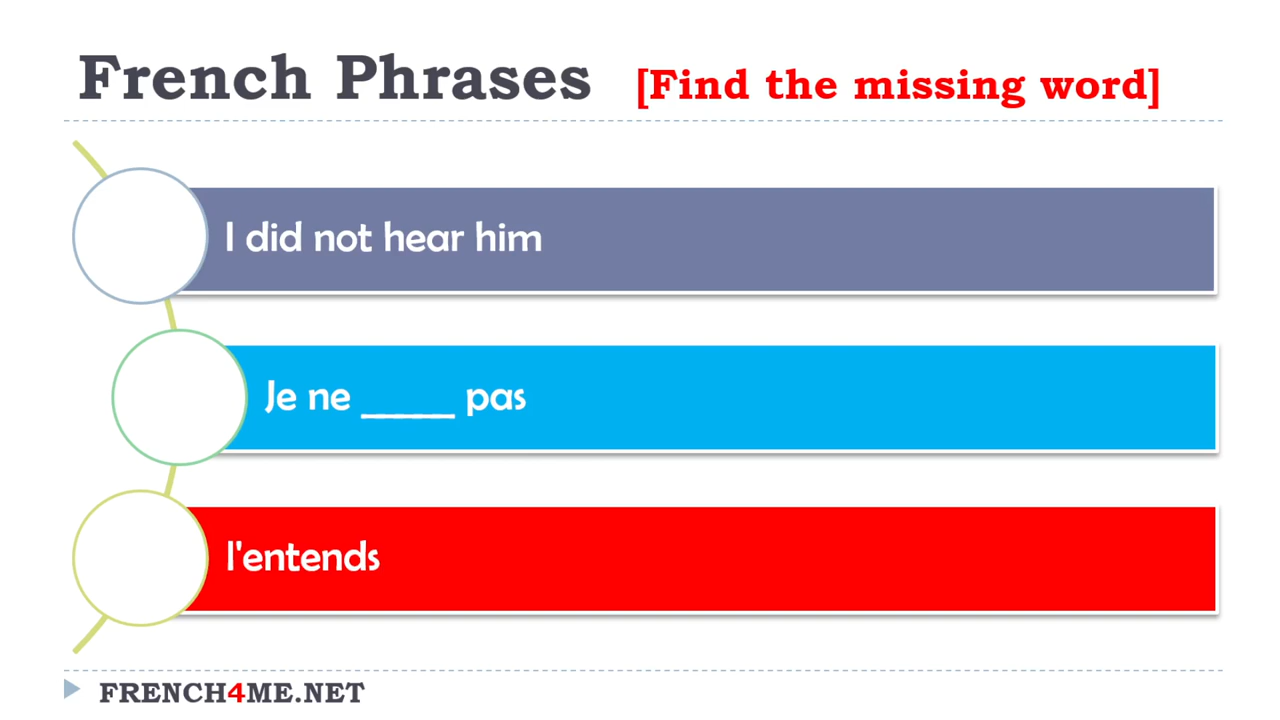 French Phrases [Find the missing word]
I did not hear him
Je ne _____ pas
l'entends
FRENCH4ME.NET